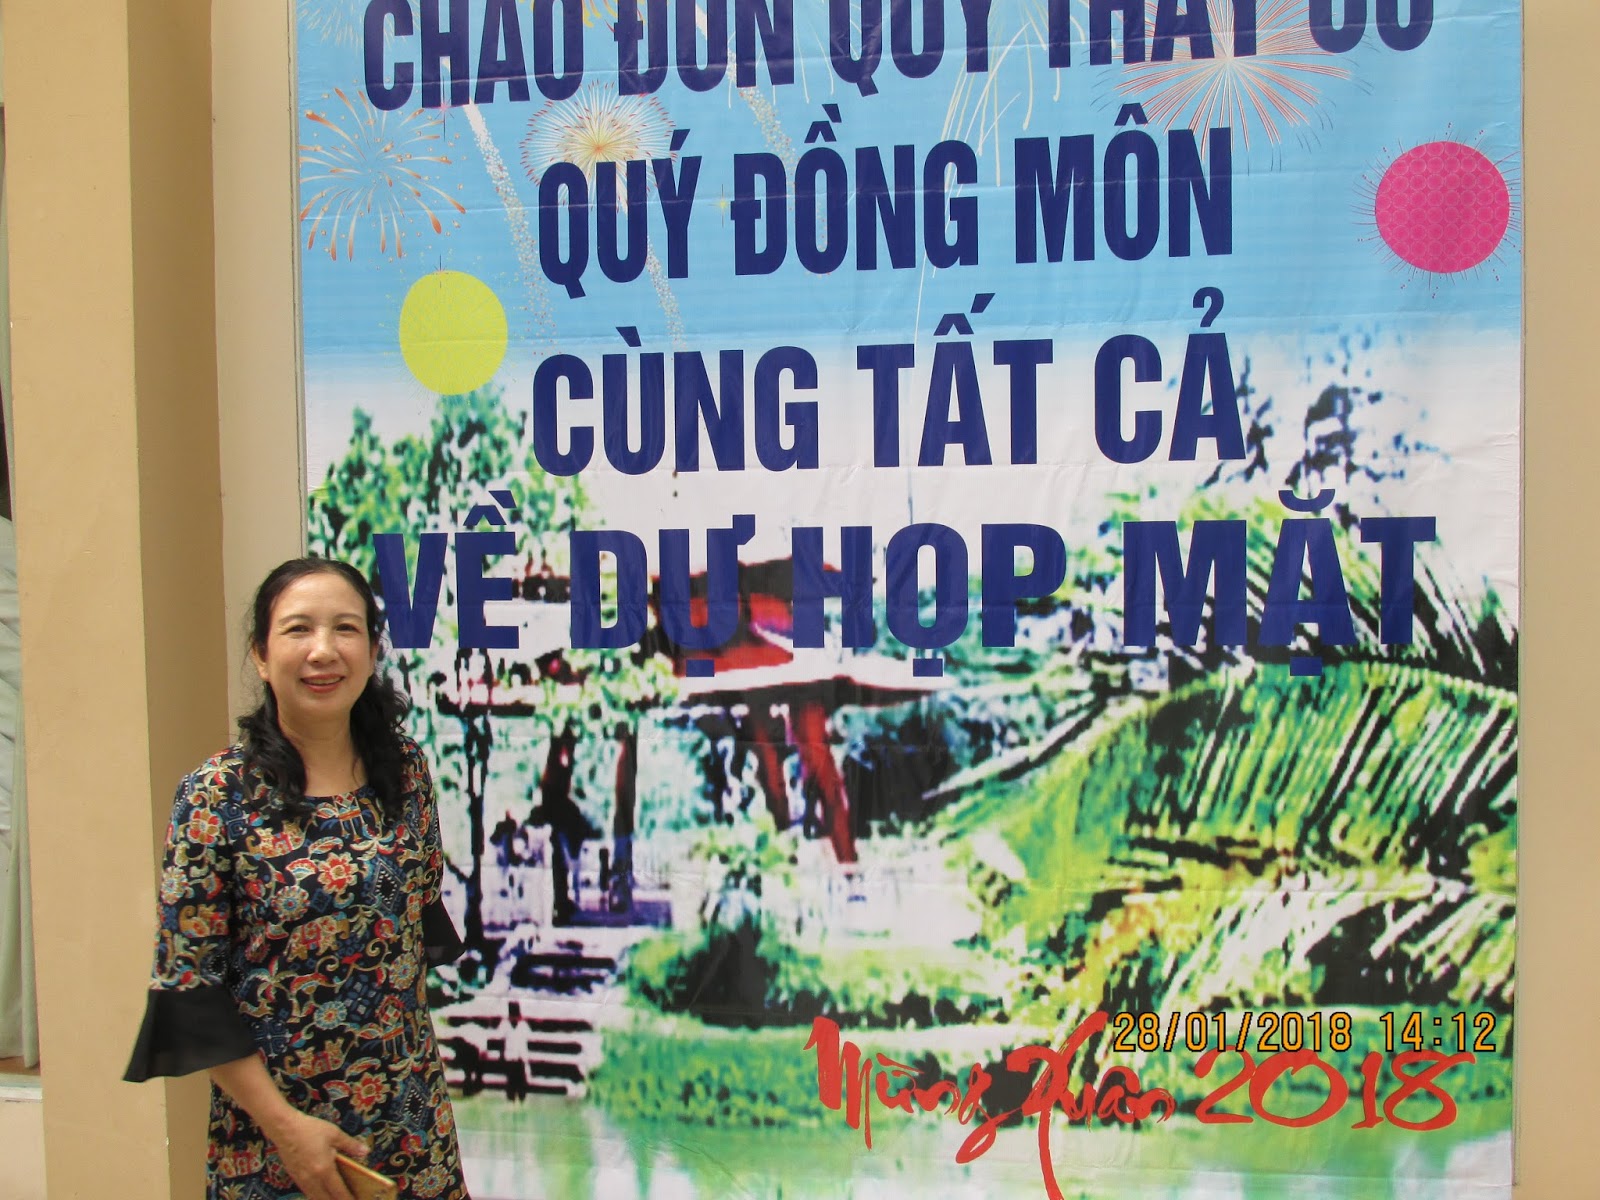 CHÀO ĐÓN QUÝ THẦY CÔ
QUÝ ĐỒNG MÔN
CÙNG TẤT CẢ
VỀ DỰ HỌP MẶT
28/01/2018 14:12
Mừng Xuân 2018